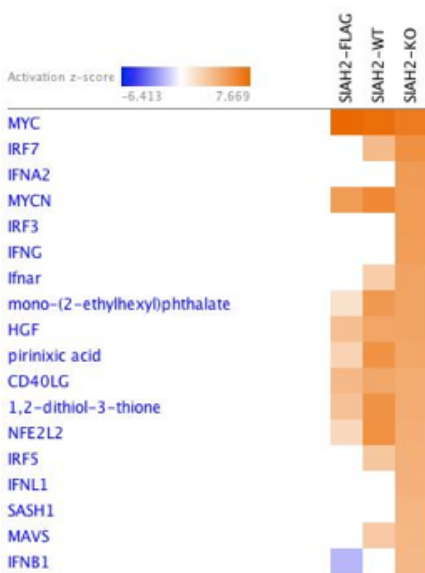 SIAH2-FLAG
SIAH2-WT
SIAH2-KO
Activation z-score
-6.413
7.669
MYC
IRF7
IFNA2
MYCN
IRF3
IFNG
Ifnar
mono-(2-ethylhexyl)phthalate
HGF
pirinixic acid
CD40LG
1,2-dithiol-3-thione
NFE2L2
IRF5
IFNL1
SASH1
MAVS
IFNB1